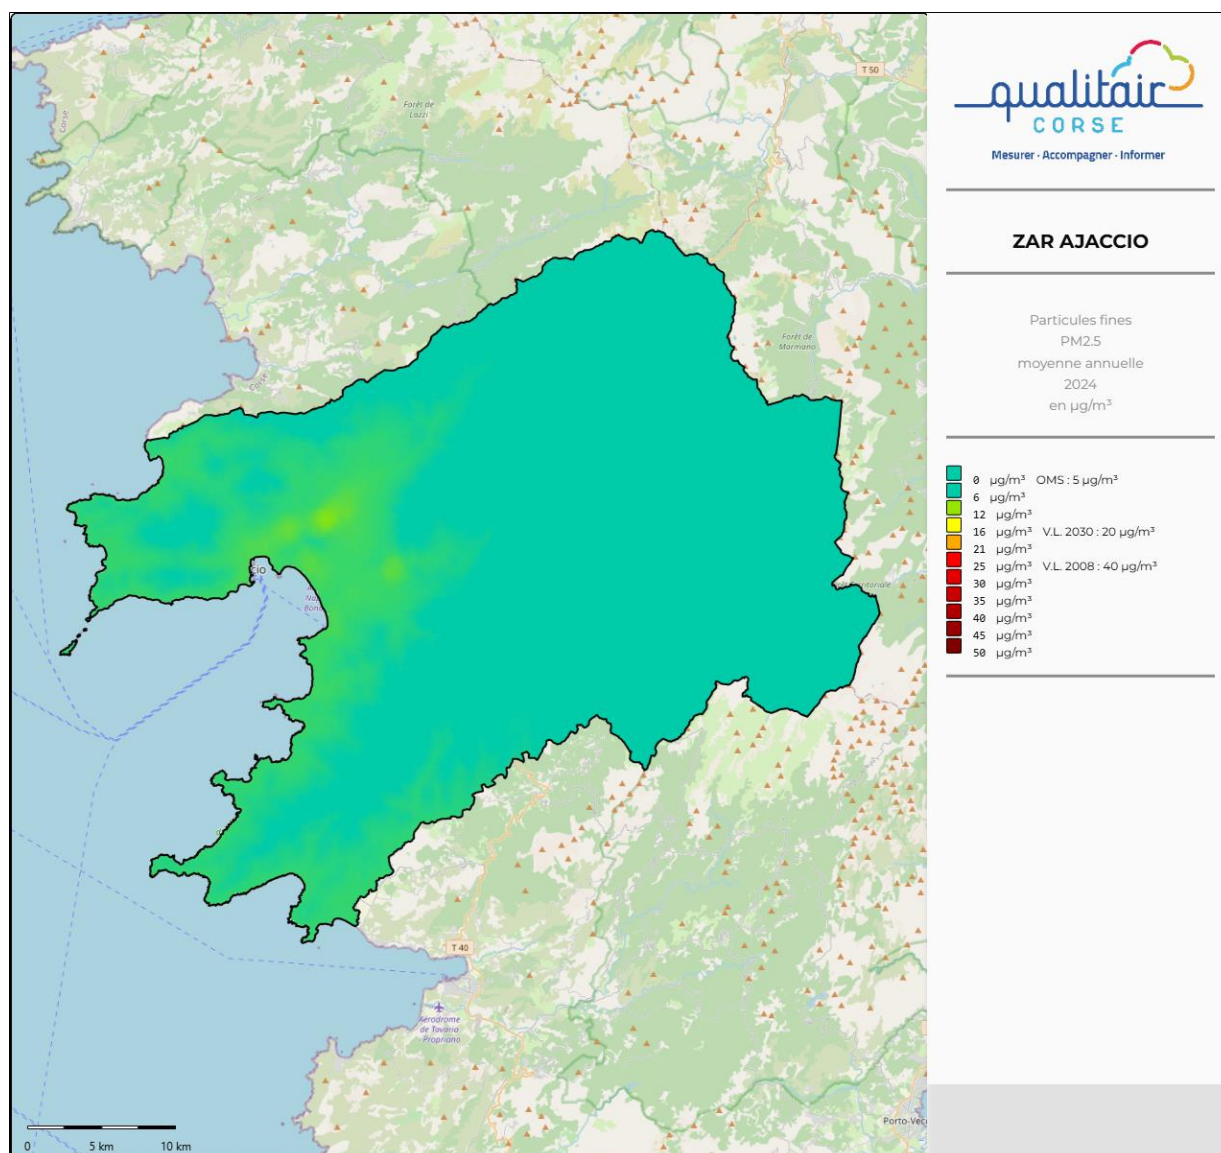 T 50
Forêt de
Lozzi
Corse
Forêt de
Marmano
Corse
cio
T 40
Aérodrome
de Tavaria
Propriano
Porto-Vec
0 5 km 10 km
qualitair
CORSE
Mesurer · Accompagner · Informer
ZAR AJACCIO
Particules fines
PM2.5
moyenne annuelle
2024
en µg/m³
0 µg/m³ OMS : 5 µg/m³
6 µg/m³
12 µg/m³
16 µg/m³ V.L. 2030 : 20 µg/m³
21 µg/m³
25 µg/m³ V.L. 2008 : 40 µg/m³
30 µg/m³
35 µg/m³
40 µg/m³
45 µg/m³
50 µg/m³